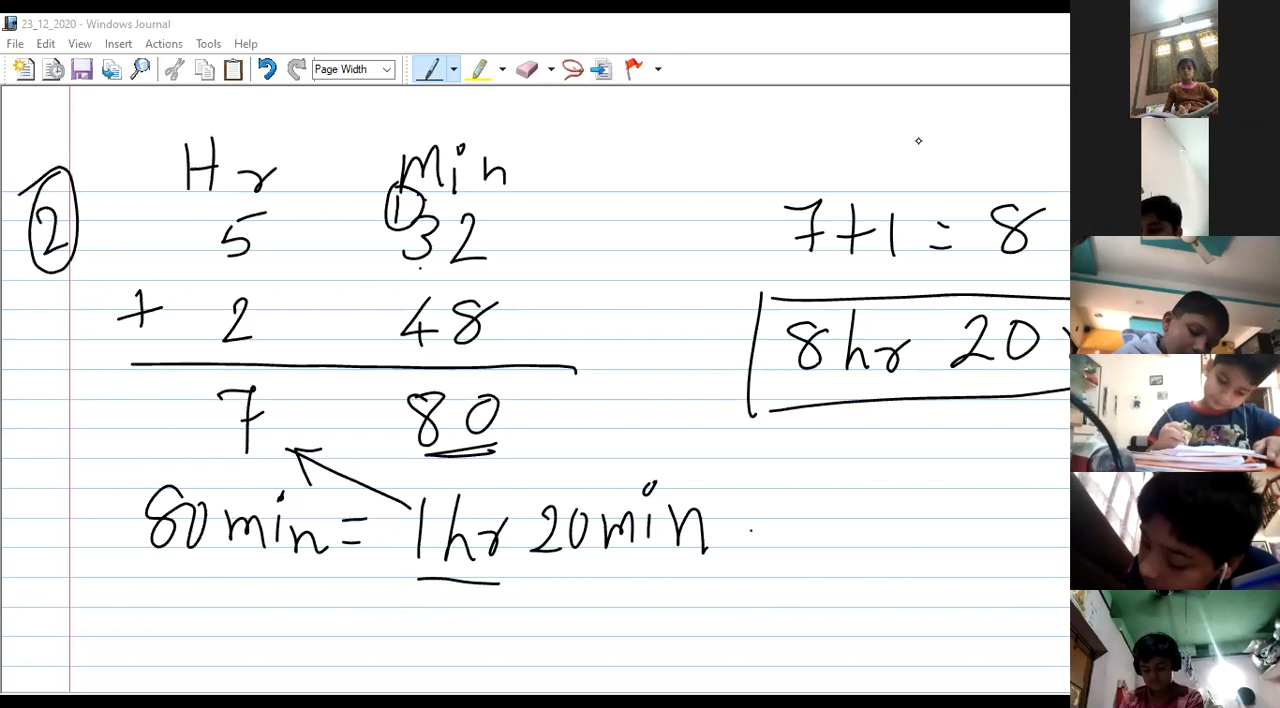 23_12_2020 - Windows Journal
File Edit View Insert Actions Tools Help
Page Width
2
Hr Min
1
5 32
+ 2 48
7 80
80 min = 1 hr 20 min
7+1 = 8
8 hr 20